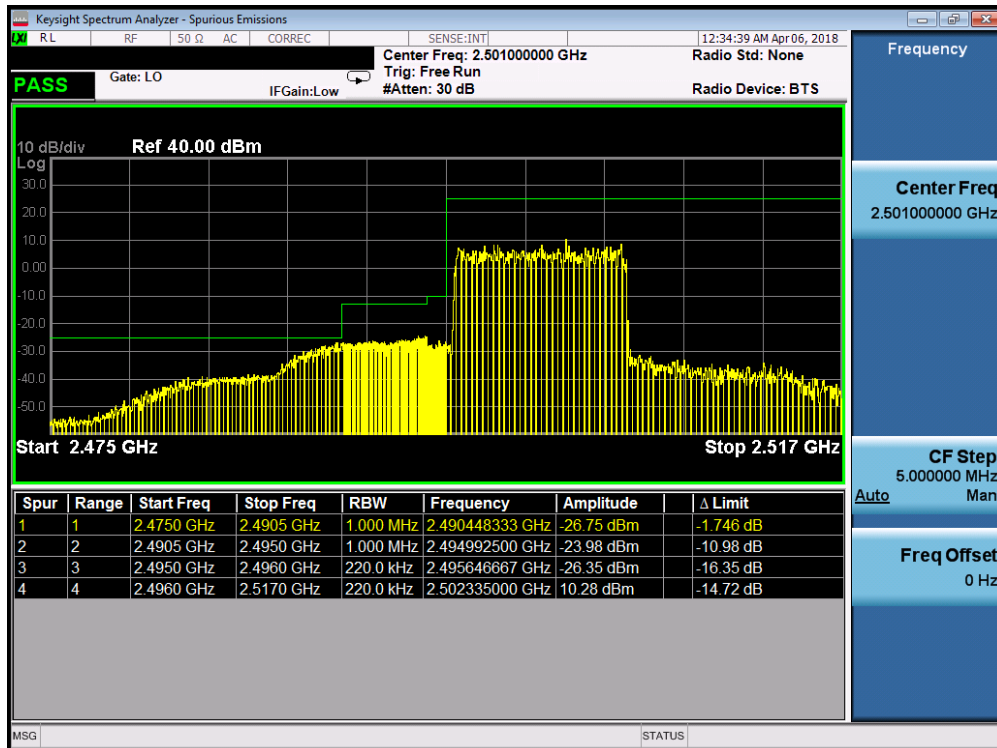 Keysight Spectrum Analyzer - Spurious Emissions
LXI RL RF 50 Ω AC CORREC SENSE:INT 12:34:39 AM Apr 06, 2018
Center Freq: 2.501000000 GHz Radio Std: None
PASS Gate: LO Trig: Free Run
IFGain:Low #Atten: 30 dB Radio Device: BTS
10 dB/div Ref 40.00 dBm
Log
30.0
20.0
10.0
0.00
-10.0
-20.0
-30.0
-40.0
-50.0
Start 2.475 GHz Stop 2.517 GHz
Spur Range Start Freq Stop Freq RBW Frequency Amplitude Δ Limit
1 1 2.4750 GHz 2.4905 GHz 1.000 MHz 2.490448333 GHz -26.75 dBm -1.746 dB
2 2 2.4905 GHz 2.4950 GHz 1.000 MHz 2.494992500 GHz -23.98 dBm -10.98 dB
3 3 2.4950 GHz 2.4960 GHz 220.0 kHz 2.495646667 GHz -26.35 dBm -16.35 dB
4 4 2.4960 GHz 2.5170 GHz 220.0 kHz 2.502335000 GHz 10.28 dBm -14.72 dB
MSG STATUS
Frequency
Center Freq
2.501000000 GHz
CF Step
5.000000 MHz
Auto Man
Freq Offset
0 Hz